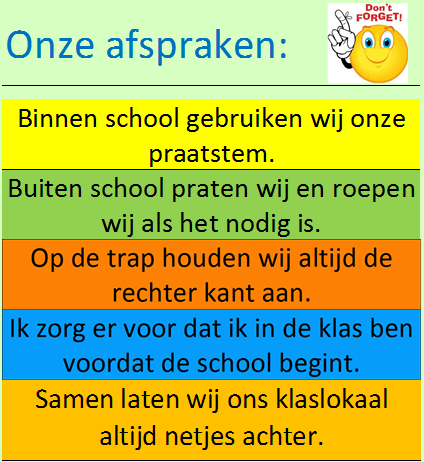 Onze afspraken:
Don't
FORGET!
Binnen school gebruiken wij onze
praatstem.
Buiten school praten wij en roepen
wij als het nodig is.
Op de trap houden wij altijd de
rechter kant aan.
Ik zorg er voor dat ik in de klas ben
voordat de school begint.
Samen laten wij ons klaslokaal
altijd netjes achter.